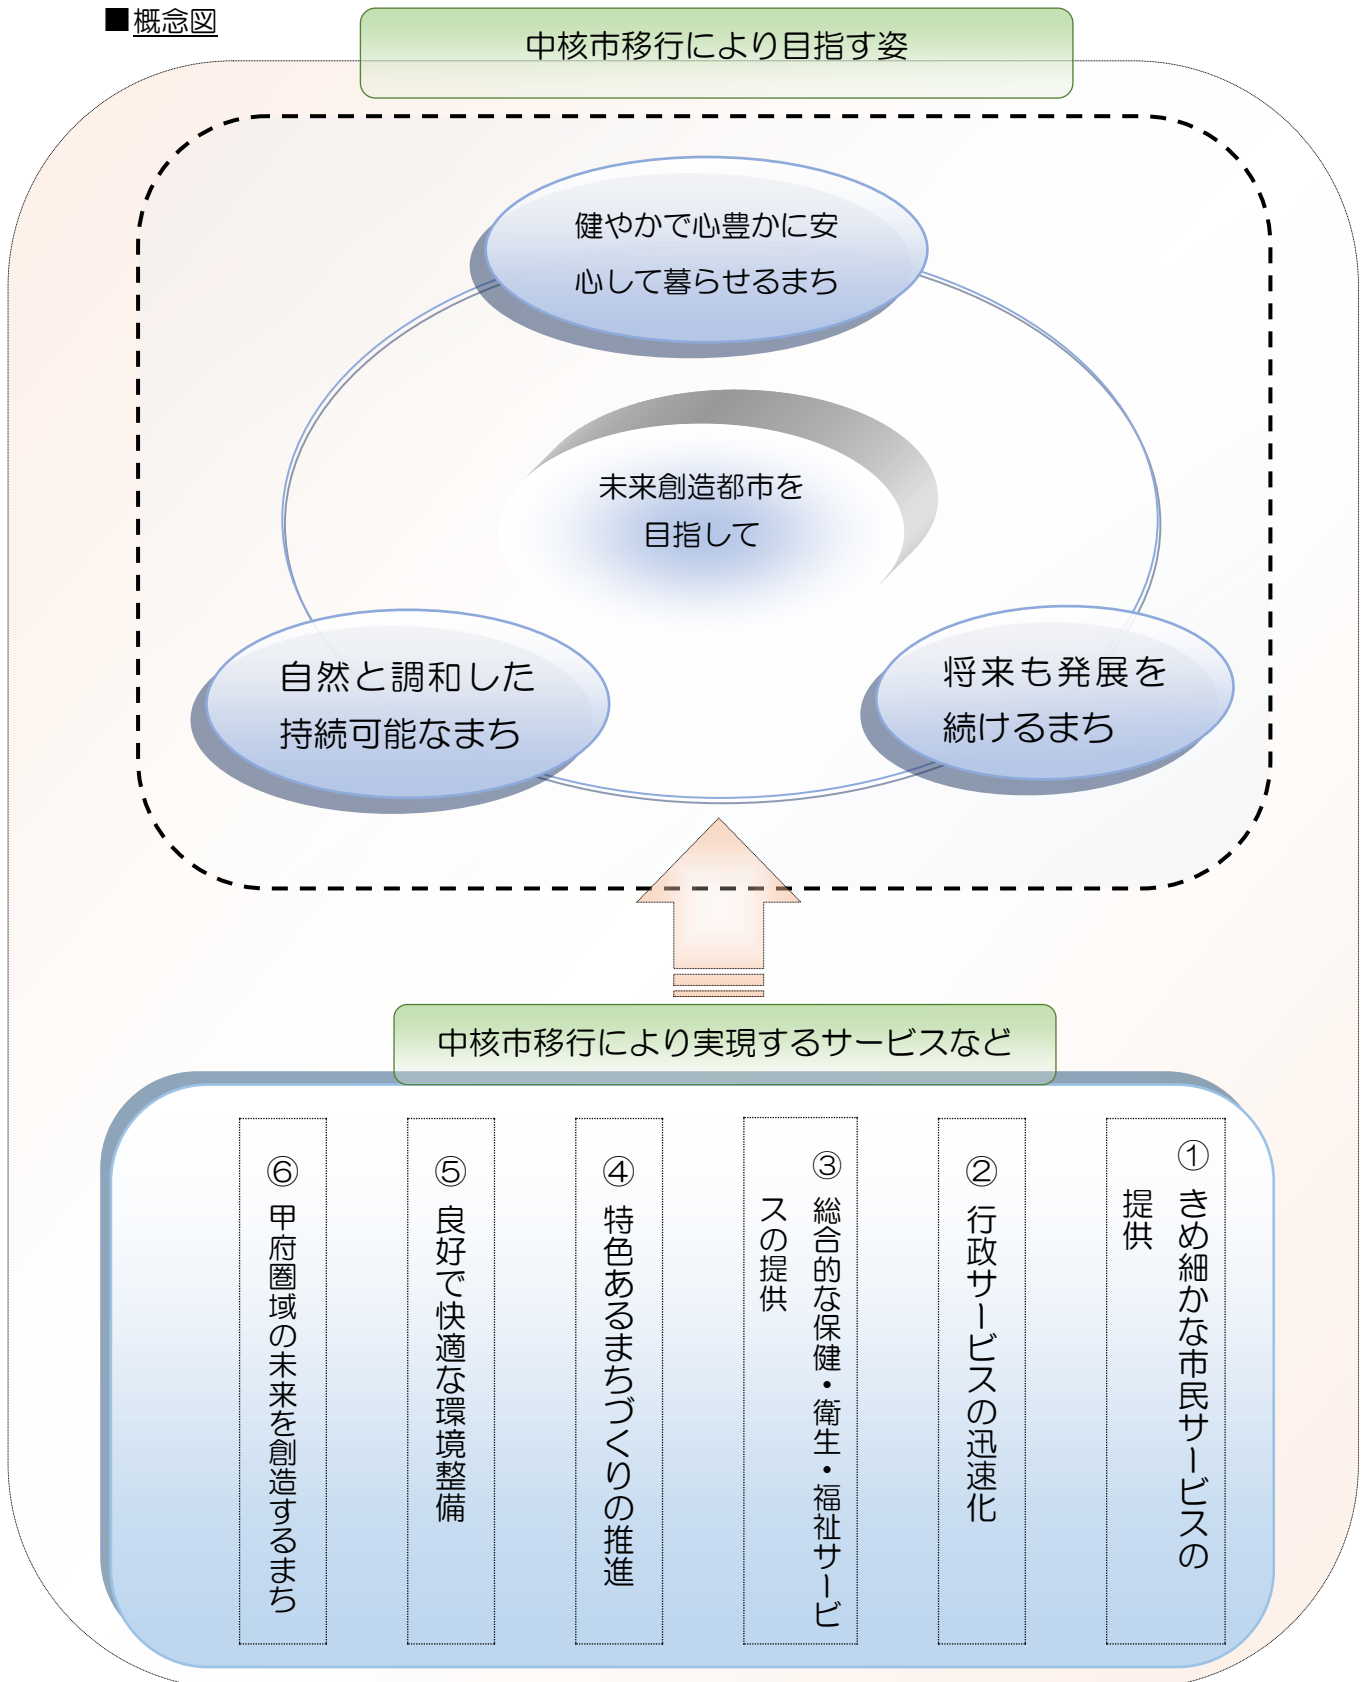 ■概念図
中核市移行により目指す姿
健やかで心豊かに安
心して暮らせるまち
未来創造都市を
目指して
自然と調和した
持続可能なまち
将来も発展を
続けるまち
中核市移行により実現するサービスなど
① きめ細かな市民サービスの
提供
② 行政サービスの迅速化
③ 総合的な保健・衛生・福祉サービ
スの提供
④ 特色あるまちづくりの推進
⑤ 良好で快適な環境整備
⑥ 甲府圏域の未来を創造するまち